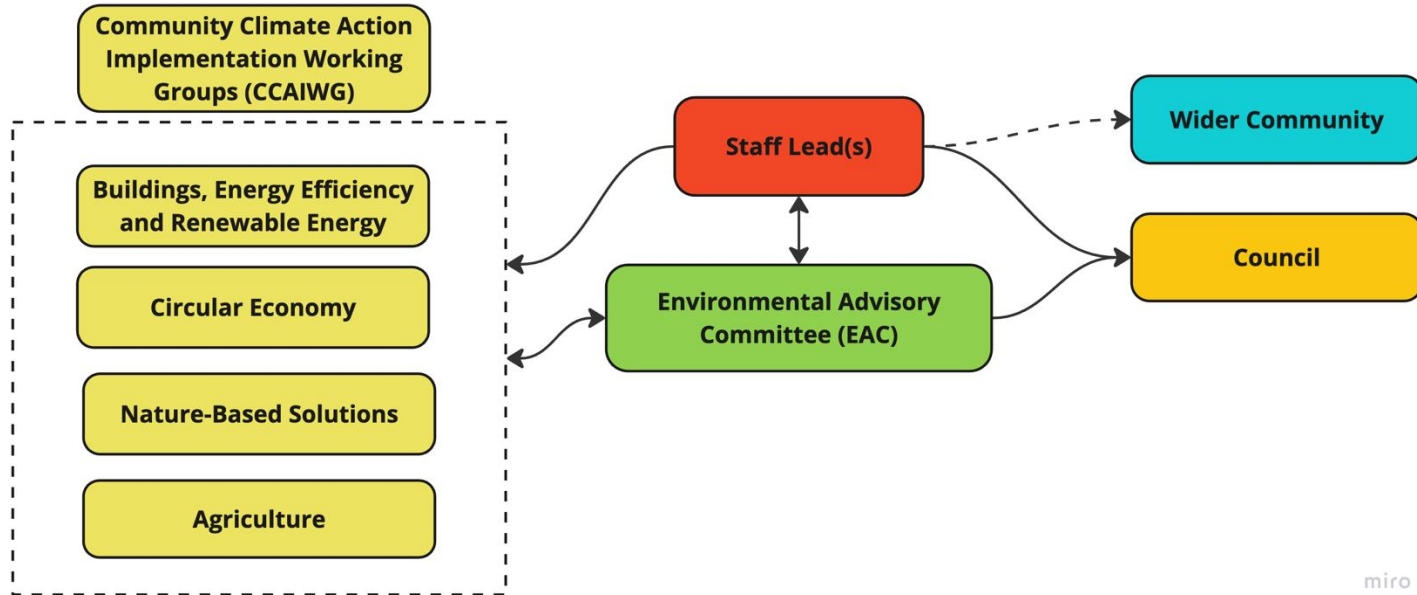 Community Climate Action
Implementation Working
Groups (CCAIWG)
Buildings, Energy Efficiency
and Renewable Energy
Circular Economy
Nature-Based Solutions
Agriculture
Staff Lead(s)
Environmental Advisory
Committee (EAC)
Wider Community
Council
miro